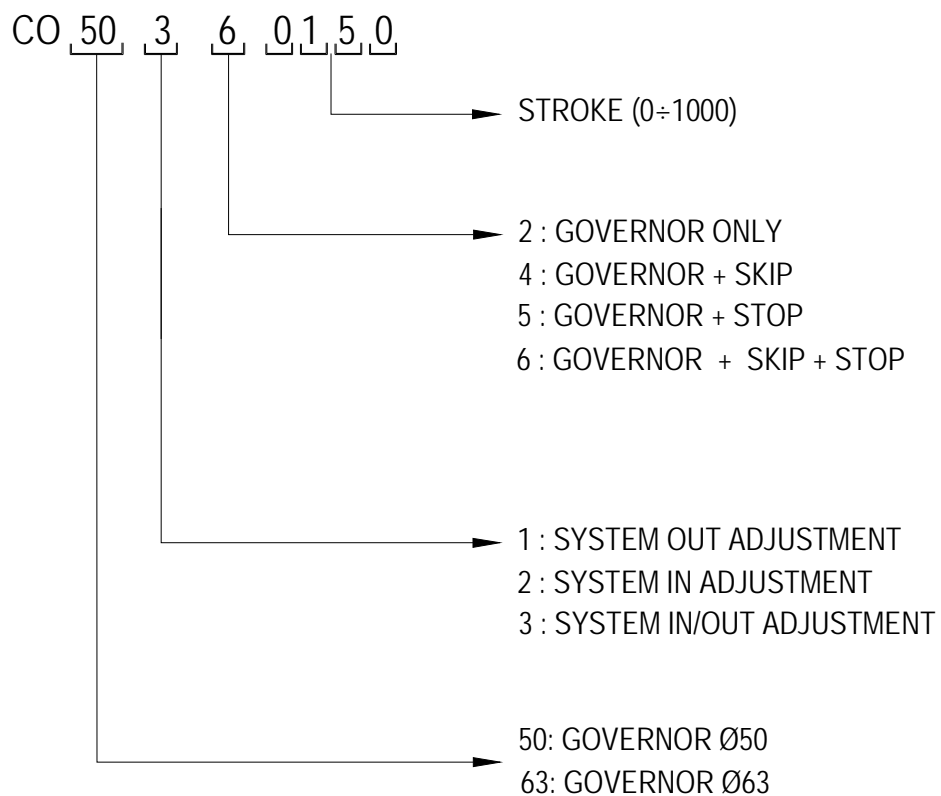 CO 50 3 6 0 1 5 0
STROKE (0÷1000)
2 : GOVERNOR ONLY
4 : GOVERNOR + SKIP
5 : GOVERNOR + STOP
6 : GOVERNOR + SKIP + STOP
1 : SYSTEM OUT ADJUSTMENT
2 : SYSTEM IN ADJUSTMENT
3 : SYSTEM IN/OUT ADJUSTMENT
50: GOVERNOR Ø50
63: GOVERNOR Ø63